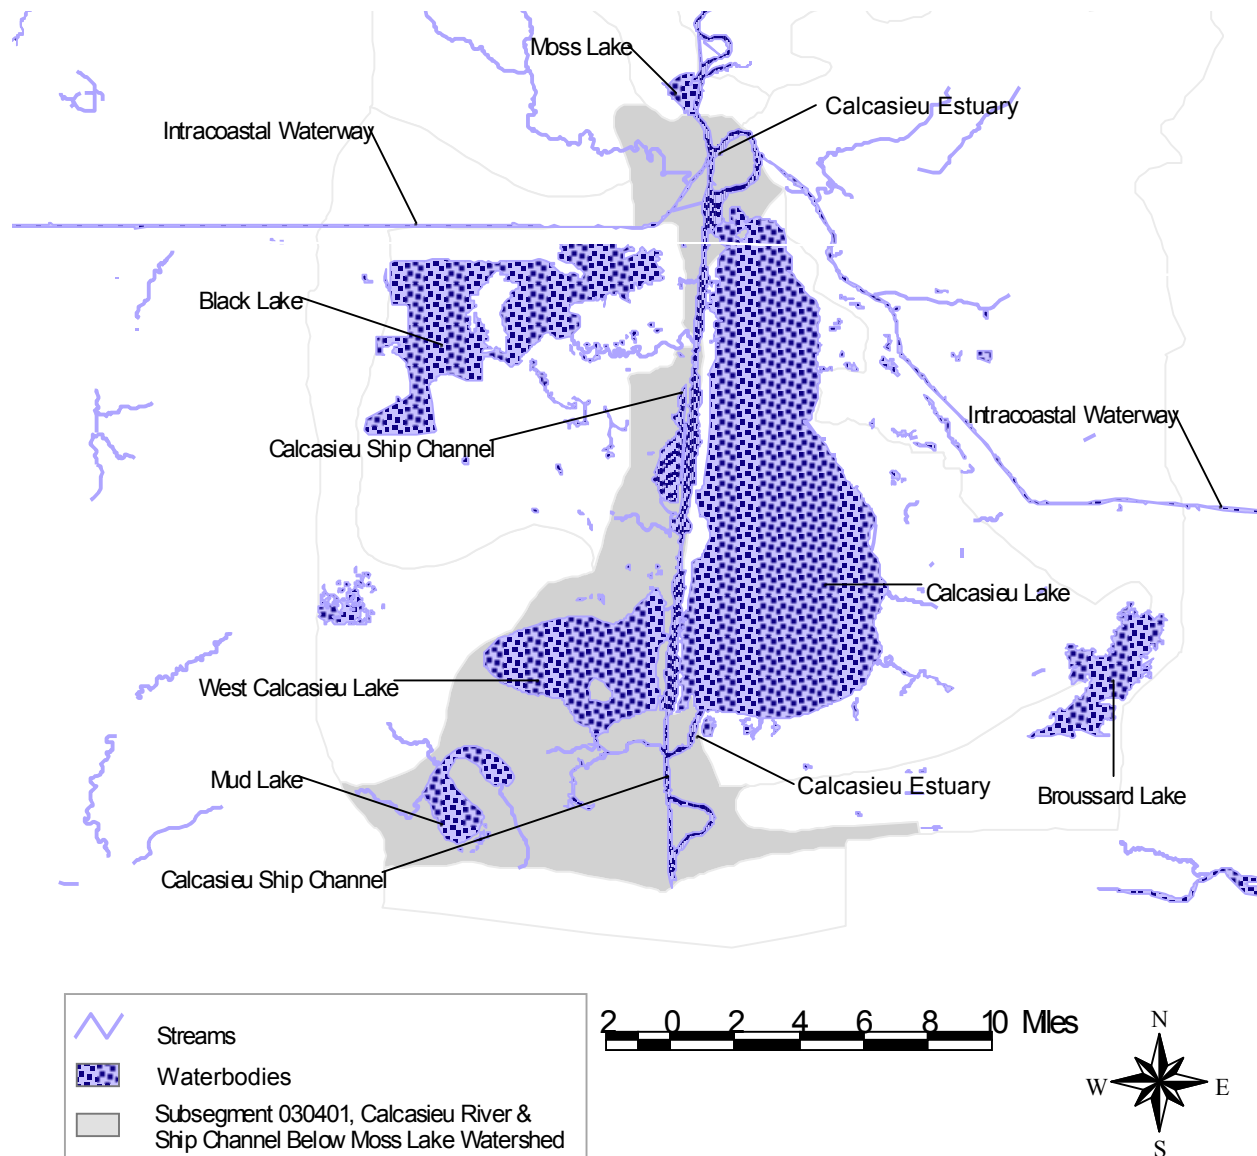 Moss Lake
Calcasieu Estuary
Intracoastal Waterway
Black Lake
Intracoastal Waterway
Calcasieu Ship Channel
Calcasieu Lake
West Calcasieu Lake
Mud Lake
Calcasieu Estuary
Broussard Lake
Calcasieu Ship Channel
2 0 2 4 6 8 10 Miles
Streams
Waterbodies
Subsegment 030401, Calcasieu River &
Ship Channel Below Moss Lake Watershed
N
W E
S